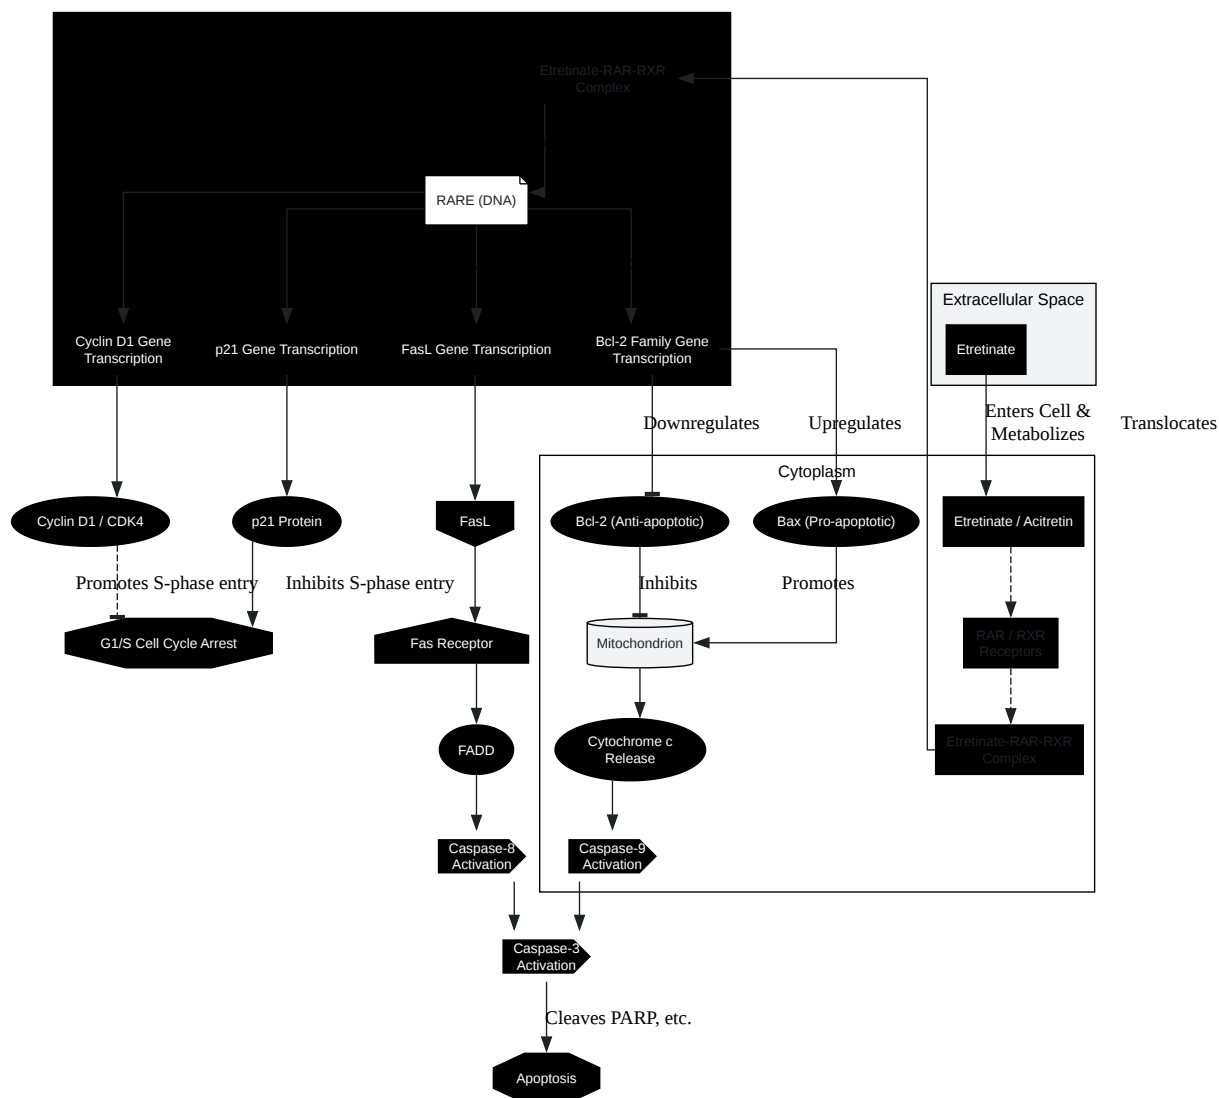 Etretinate-RAR-RXR
Complex
RARE (DNA)
Cyclin D1 Gene
Transcription
p21 Gene Transcription
FasL Gene Transcription
Bcl-2 Family Gene
Transcription
Extracellular Space
Etretinate
Downregulates
Upregulates
Enters Cell &
Metabolizes
Translocates
Cytoplasm
Cyclin D1 / CDK4
p21 Protein
FasL
Bcl-2 (Anti-apoptotic)
Bax (Pro-apoptotic)
Etretinate / Acitretin
Promotes S-phase entry
Inhibits S-phase entry
Inhibits
Promotes
G1/S Cell Cycle Arrest
Fas Receptor
Mitochondrion
RAR / RXR
Receptors
FADD
Cytochrome c
Release
Etretinate-RAR-RXR
Complex
Caspase-8
Activation
Caspase-9
Activation
Caspase-3
Activation
Cleaves PARP, etc.
Apoptosis